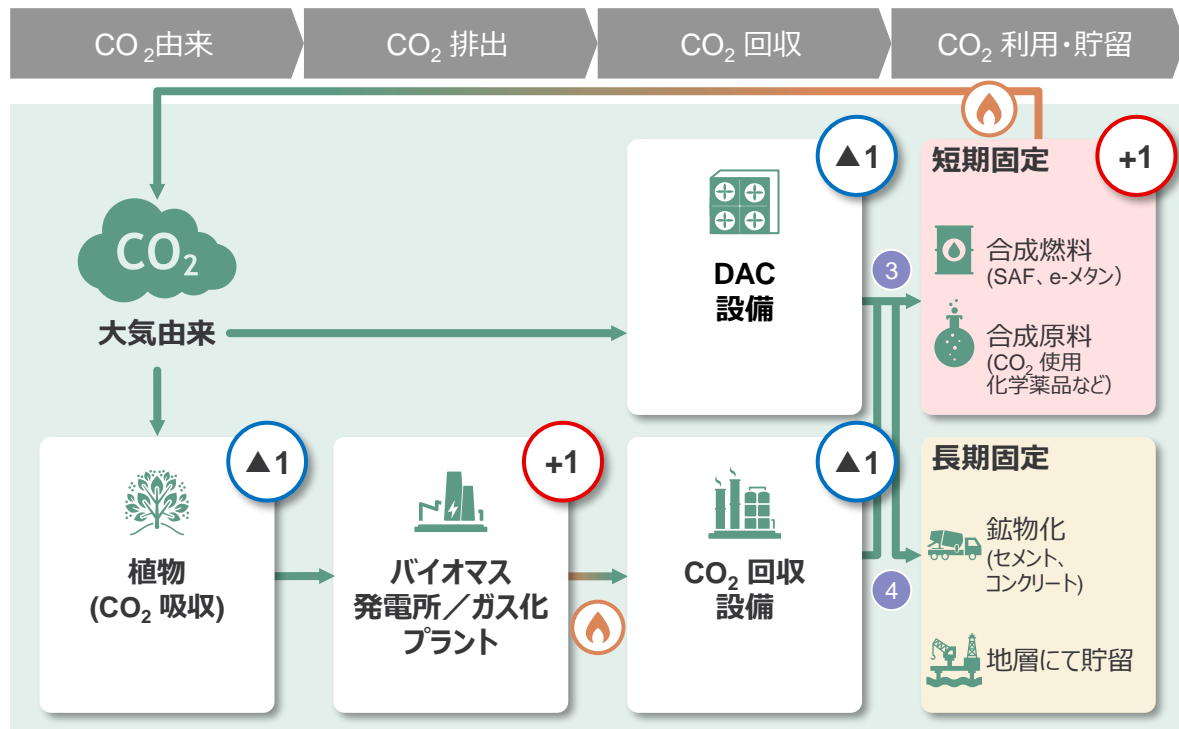 CO₂由来
CO₂ 排出
CO₂ 回収
CO₂ 利用・貯留
CO₂
大気由来
▲1
DAC
設備
3
+1
短期固定
合成燃料
(SAF、e-メタン)
合成原料
(CO₂ 使用
化学薬品など)
▲1
植物
(CO₂ 吸収)
+1
バイオマス
発電所／ガス化
プラント
▲1
CO₂ 回収
設備
4
長期固定
鉱物化
(セメント、
コンクリート)
地層にて貯留